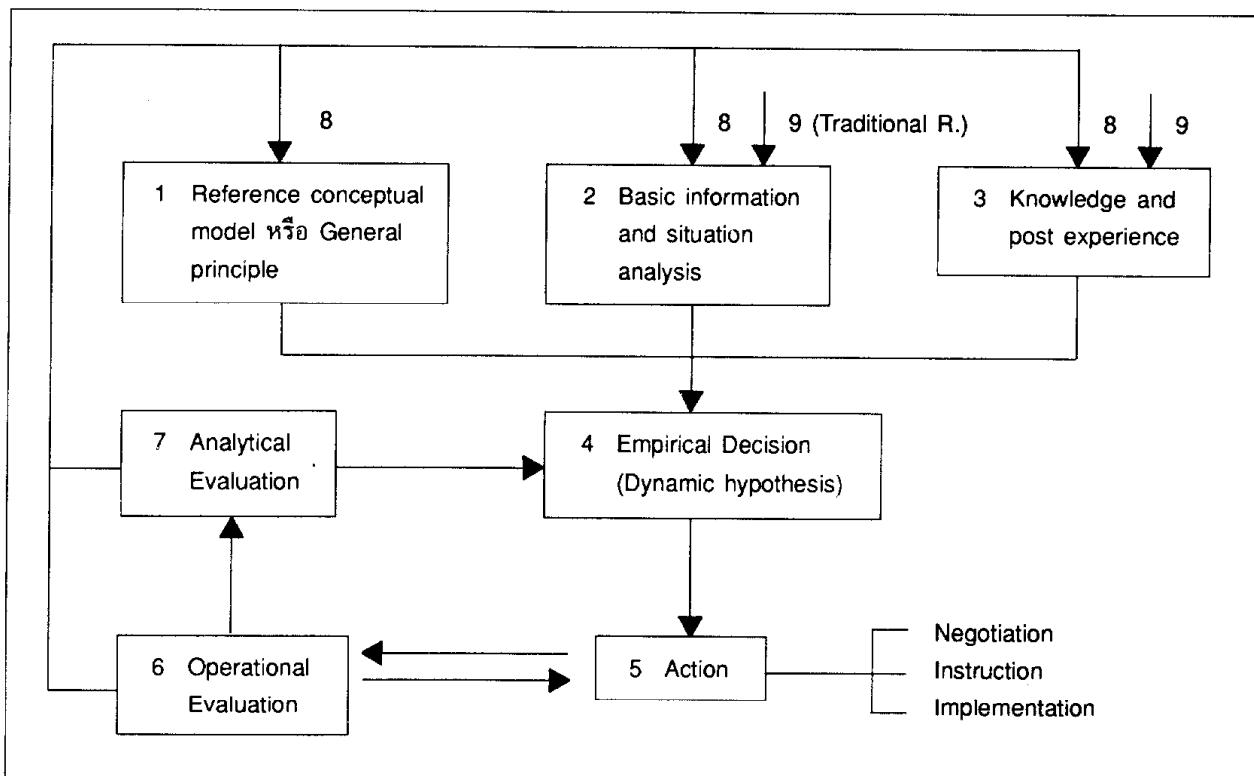 8
8
9 (Traditional R.)
8
9
1 Reference conceptual
model หรือ General
principle
2 Basic information
and situation
analysis
3 Knowledge and
post experience
7 Analytical
Evaluation
4 Empirical Decision
(Dynamic hypothesis)
6 Operational
Evaluation
5 Action
Negotiation
Instruction
Implementation